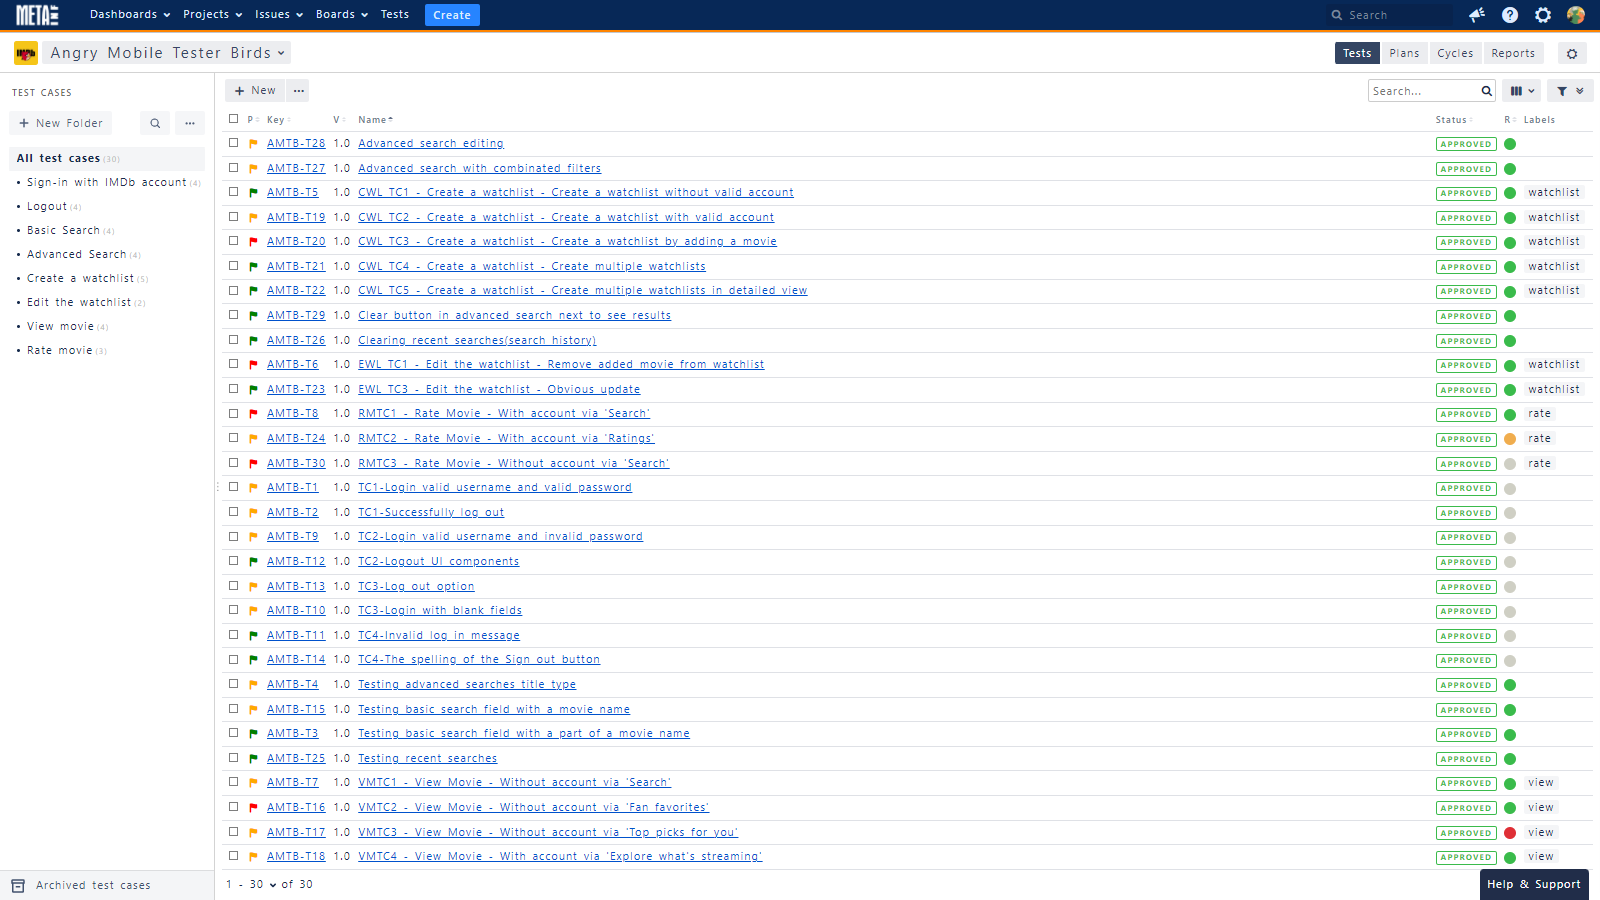 META
Dashboards Projects Issues Boards Tests Create Search
Angry Mobile Tester Birds
Tests Plans Cycles Reports
TEST CASES
+ New Folder ...
All test cases (30)
• Sign-in with IMDb account (4)
• Logout (4)
• Basic Search (4)
• Advanced Search (4)
• Create a watchlist (5)
• Edit the watchlist (2)
• View movie (4)
• Rate movie (3)
Archived test cases
+ New ... Search...
P Key V Name Status R Labels
AMTB-T28 1.0 Advanced search editing APPROVED
AMTB-T27 1.0 Advanced search with combinated filters APPROVED
AMTB-T5 1.0 CWL TC1 - Create a watchlist - Create a watchlist without valid account APPROVED watchlist
AMTB-T19 1.0 CWL TC2 - Create a watchlist - Create a watchlist with valid account APPROVED watchlist
AMTB-T20 1.0 CWL TC3 - Create a watchlist - Create a watchlist by adding a movie APPROVED watchlist
AMTB-T21 1.0 CWL TC4 - Create a watchlist - Create multiple watchlists APPROVED watchlist
AMTB-T22 1.0 CWL TC5 - Create a watchlist - Create multiple watchlists in detailed view APPROVED watchlist
AMTB-T29 1.0 Clear button in advanced search next to see results APPROVED
AMTB-T26 1.0 Clearing recent searches(search history) APPROVED
AMTB-T6 1.0 EWL TC1 - Edit the watchlist - Remove added movie from watchlist APPROVED watchlist
AMTB-T23 1.0 EWL TC3 - Edit the watchlist - Obvious update APPROVED watchlist
AMTB-T8 1.0 RMTC1 - Rate Movie - With account via 'Search' APPROVED rate
AMTB-T24 1.0 RMTC2 - Rate Movie - With account via 'Ratings' APPROVED rate
AMTB-T30 1.0 RMTC3 - Rate Movie - Without account via 'Search' APPROVED rate
AMTB-T1 1.0 TC1-Login valid username and valid password APPROVED
AMTB-T2 1.0 TC1-Successfully log out APPROVED
AMTB-T9 1.0 TC2-Login valid username and invalid password APPROVED
AMTB-T12 1.0 TC2-Logout UI components APPROVED
AMTB-T13 1.0 TC3-Log out option APPROVED
AMTB-T10 1.0 TC3-Login with blank fields APPROVED
AMTB-T11 1.0 TC4-Invalid log in message APPROVED
AMTB-T14 1.0 TC4-The spelling of the Sign out button APPROVED
AMTB-T4 1.0 Testing advanced searches title type APPROVED
AMTB-T15 1.0 Testing basic search field with a movie name APPROVED
AMTB-T3 1.0 Testing basic search field with a part of a movie name APPROVED
AMTB-T25 1.0 Testing recent searches APPROVED
AMTB-T7 1.0 VMTC1 - View Movie - Without account via 'Search' APPROVED view
AMTB-T16 1.0 VMTC2 - View Movie - Without account via 'Fan favorites' APPROVED view
AMTB-T17 1.0 VMTC3 - View Movie - Without account via 'Top picks for you' APPROVED view
AMTB-T18 1.0 VMTC4 - View Movie - With account via 'Explore what's streaming' APPROVED view
1 - 30 of 30
Help & Support